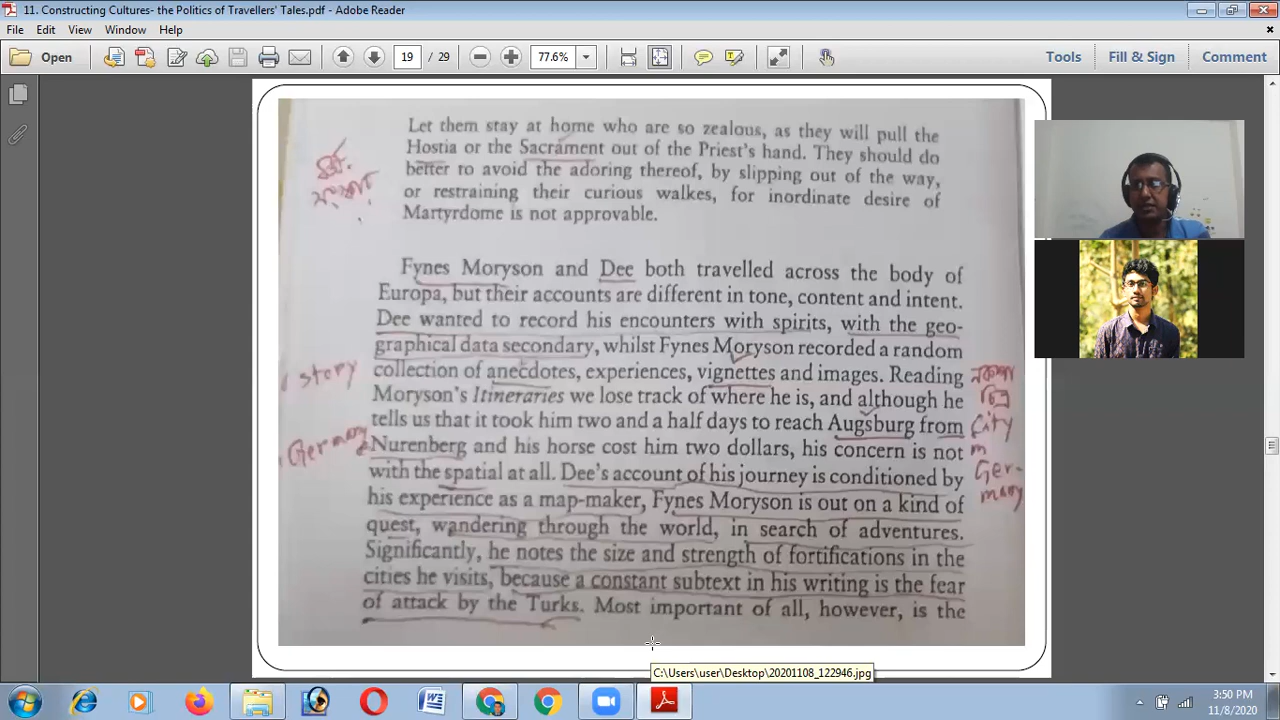 11. Constructing Cultures- the Politics of Travellers' Tales.pdf - Adobe Reader
File Edit View Window Help
Open 19 / 29 77.6% Tools Fill & Sign Comment
Let them stay at home who are so zealous, as they will pull the
Hostia or the Sacrament out of the Priest's hand. They should do
better to avoid the adoring thereof, by slipping out of the way,
or restraining their curious walkes, for inordinate desire of
Martyrdome is not approvable.
Fynes Moryson and Dee both travelled across the body of
Europa, but their accounts are different in tone, content and intent.
Dee wanted to record his encounters with spirits, with the geo-
graphical data secondary, whilst Fynes Moryson recorded a random
collection of anecdotes, experiences, vignettes and images. Reading
Moryson's Itineraries we lose track of where he is, and although he
tells us that it took him two and a half days to reach Augsburg from
Nurenberg and his horse cost him two dollars, his concern is not
with the spatial at all. Dee's account of his journey is conditioned by
his experience as a map-maker, Fynes Moryson is out on a kind of
quest, wandering through the world, in search of adventures.
Significantly, he notes the size and strength of fortifications in the
cities he visits, because a constant subtext in his writing is the fear
of attack by the Turks. Most important of all, however, is the
story
Germany
City
Ger-
many
C:\Users\user\Desktop\20201108_122946.jpg
3:50 PM
11/8/2020